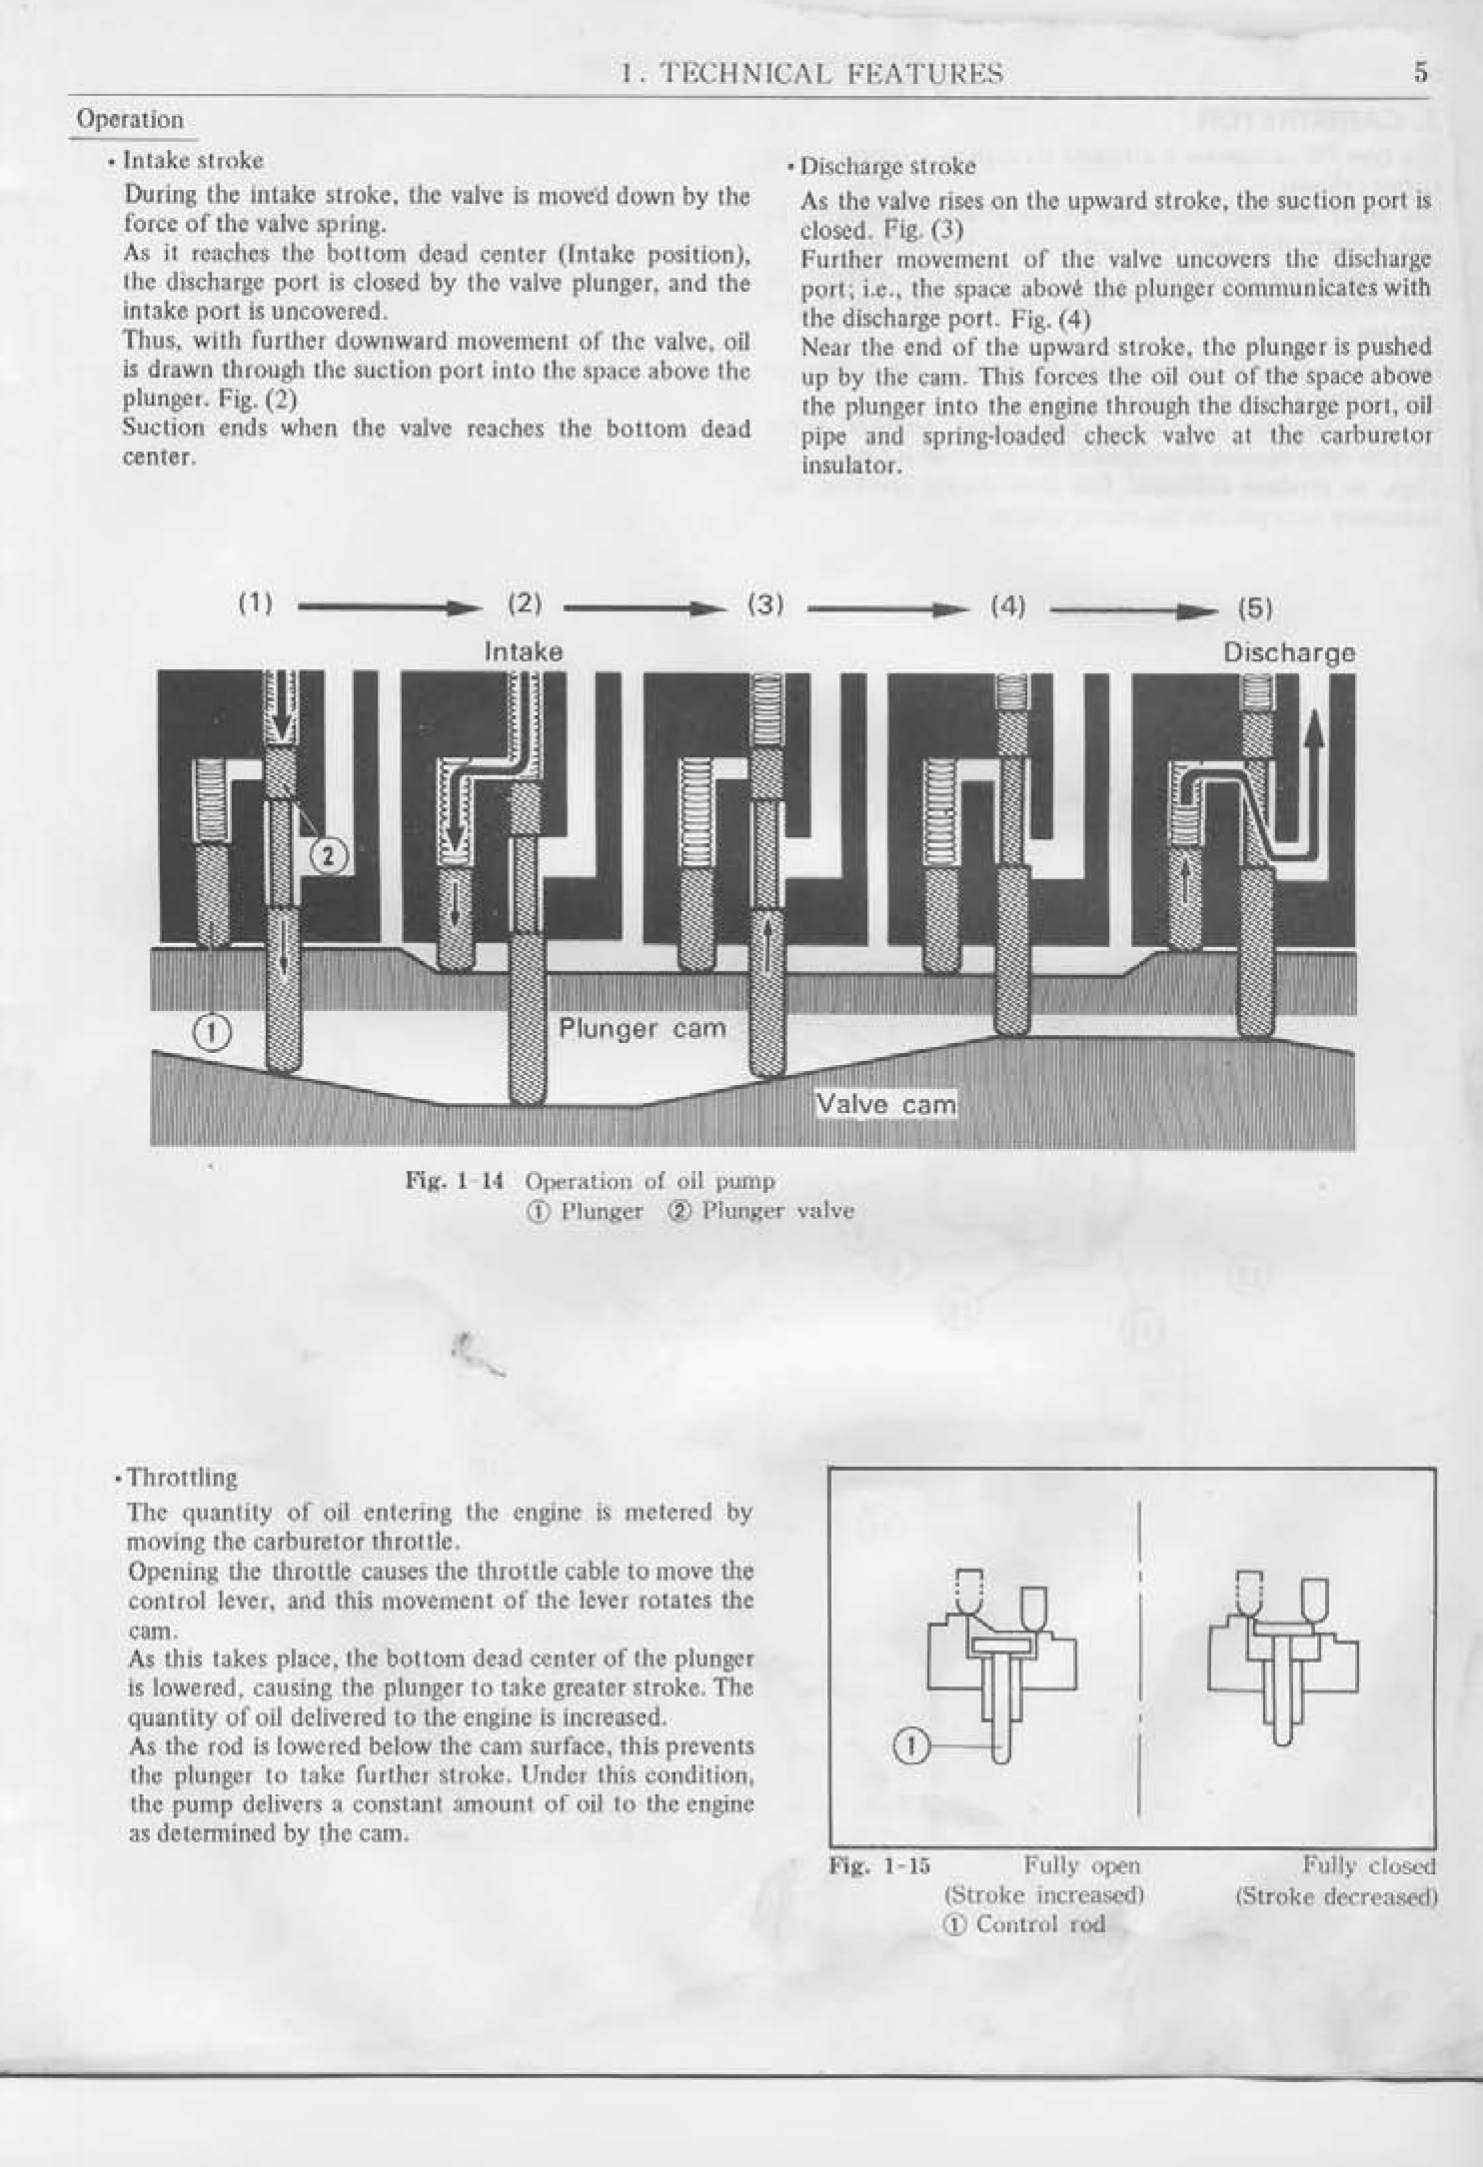 1. TECHNICAL FEATURES 5
Operation
• Intake stroke
During the intake stroke, the valve is moved down by the
force of the valve spring.
As it reaches the bottom dead center (Intake position),
the discharge port is closed by the valve plunger, and the
intake port is uncovered.
Thus, with further downward movement of the valve, oil
is drawn through the suction port into the space above the
plunger. Fig. (2)
Suction ends when the valve reaches the bottom dead
center.
• Discharge stroke
As the valve rises on the upward stroke, the suction port is
closed. Fig. (3)
Further movement of the valve uncovers the discharge
port; i.e., the space above the plunger communicates with
the discharge port. Fig. (4)
Near the end of the upward stroke, the plunger is pushed
up by the cam. This forces the oil out of the space above
the plunger into the engine through the discharge port, oil
pipe and spring-loaded check valve at the carburetor
insulator.
(1) (2) (3) (4) (5)
Intake Discharge
②
①
Plunger cam
Valve cam
Fig. 1-14 Operation of oil pump
① Plunger ② Plunger valve
• Throttling
The quantity of oil entering the engine is metered by
moving the carburetor throttle.
Opening the throttle causes the throttle cable to move the
control lever, and this movement of the lever rotates the
cam.
As this takes place, the bottom dead center of the plunger
is lowered, causing the plunger to take greater stroke. The
quantity of oil delivered to the engine is increased.
As the rod is lowered below the cam surface, this prevents
the plunger to take further stroke. Under this condition,
the pump delivers a constant amount of oil to the engine
as determined by the cam.
①
Fig. 1-15 Fully open Fully closed
(Stroke increased) (Stroke decreased)
① Control rod